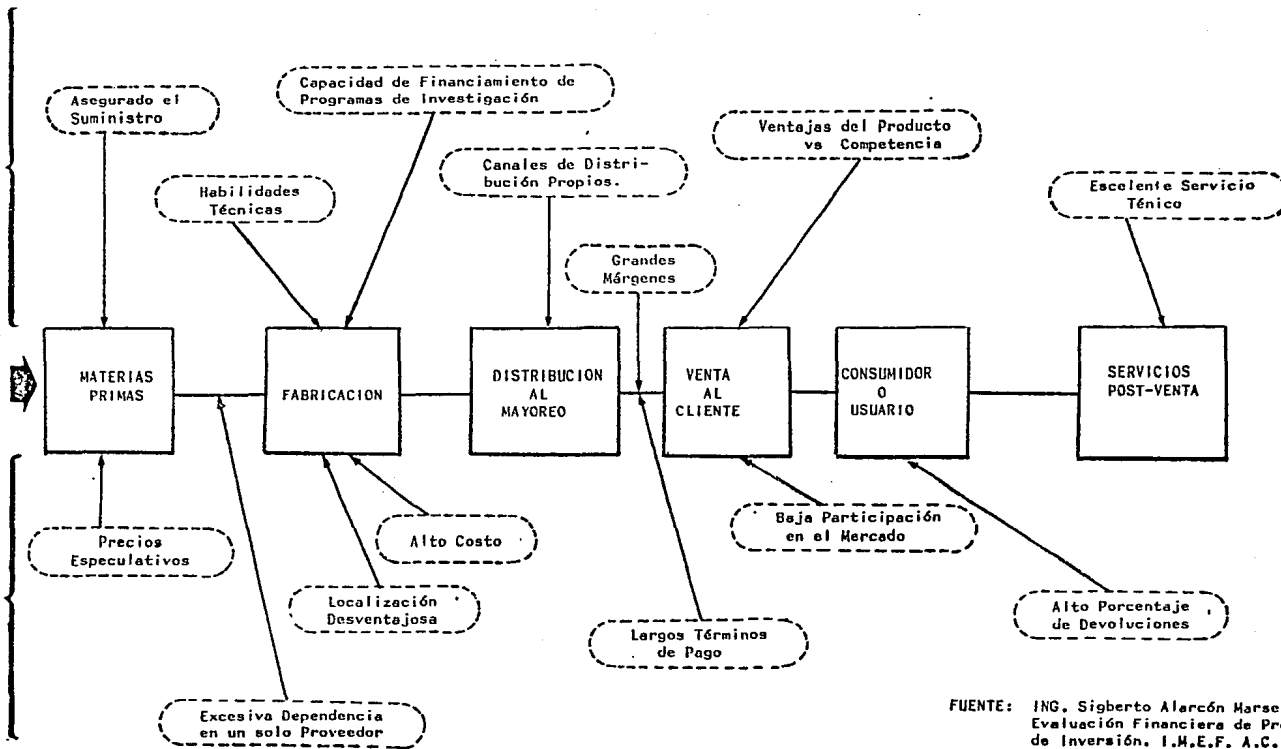 Capacidad de Financiamiento de
Programas de Investigación
Asegurado el
Suministro
Ventajas del Producto
vs Competencia
Canales de Distri-
bución Propios.
Habilidades
Técnicas
Escelente Servicio
Ténico
Grandes
Márgenes
MATERIAS
PRIMAS
FABRICACION
DISTRIBUCION
AL
MAYOREO
VENTA
AL
CLIENTE
CONSUMIDOR
O
USUARIO
SERVICIOS
POST-VENTA
Precios
Especulativos
Alto Costo
Baja Participación
en el Mercado
Localización
Desventajosa
Largos Términos
de Pago
Alto Porcentaje
de Devoluciones
Excesiva Dependencia
en un solo Proveedor
FUENTE: ING. Sigberto Alarcón Marse
Evaluación Financiera de Pr
de Inversión. I.M.E.F. A.C.